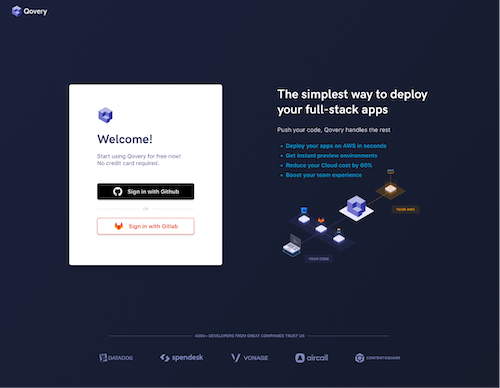 Qovery
Welcome!
Start using Qovery for free now!
No credit card required.
Sign in with Github
OR
Sign in with Gitlab
The simplest way to deploy
your full-stack apps
Push your code, Qovery handles the rest
Deploy your apps on AWS in seconds
Get instant preview environments
Reduce your Cloud cost by 60%
Boost your team experience
YOUR AWS
YOUR CODE
DEVELOPERS FROM GREAT COMPANIES TRUST US
DATADOG
spendesk
VONAGE
aircall
CONTENTSQUARE